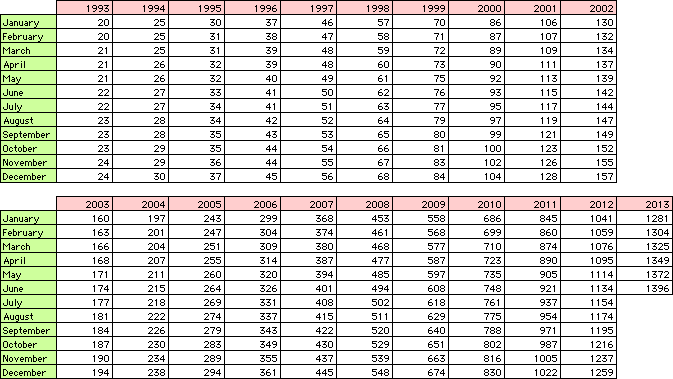 1993 1994 1995 1996 1997 1998 1999 2000 2001 2002
January 20 25 30 37 46 57 70 86 106 130
February 20 25 31 38 47 58 71 87 107 132
March 21 25 31 39 48 59 72 89 109 134
April 21 26 32 39 48 60 73 90 111 137
May 21 26 32 40 49 61 75 92 113 139
June 22 27 33 41 50 62 76 93 115 142
July 22 27 34 41 51 63 77 95 117 144
August 23 28 34 42 52 64 79 97 119 147
September 23 28 35 43 53 65 80 99 121 149
October 23 29 35 44 54 66 81 100 123 152
November 24 29 36 44 55 67 83 102 126 155
December 24 30 37 45 56 68 84 104 128 157
2003 2004 2005 2006 2007 2008 2009 2010 2011 2012 2013
January 160 197 243 299 368 453 558 686 845 1041 1281
February 163 201 247 304 374 461 568 699 860 1059 1304
March 166 204 251 309 380 468 577 710 874 1076 1325
April 168 207 255 314 387 477 587 723 890 1095 1349
May 171 211 260 320 394 485 597 735 905 1114 1372
June 174 215 264 326 401 494 608 748 921 1134 1396
July 177 218 269 331 408 502 618 761 937 1154
August 181 222 274 337 415 511 629 775 954 1174
September 184 226 279 343 422 520 640 788 971 1195
October 187 230 283 349 430 529 651 802 987 1216
November 190 234 289 355 437 539 663 816 1005 1237
December 194 238 294 361 445 548 674 830 1022 1259